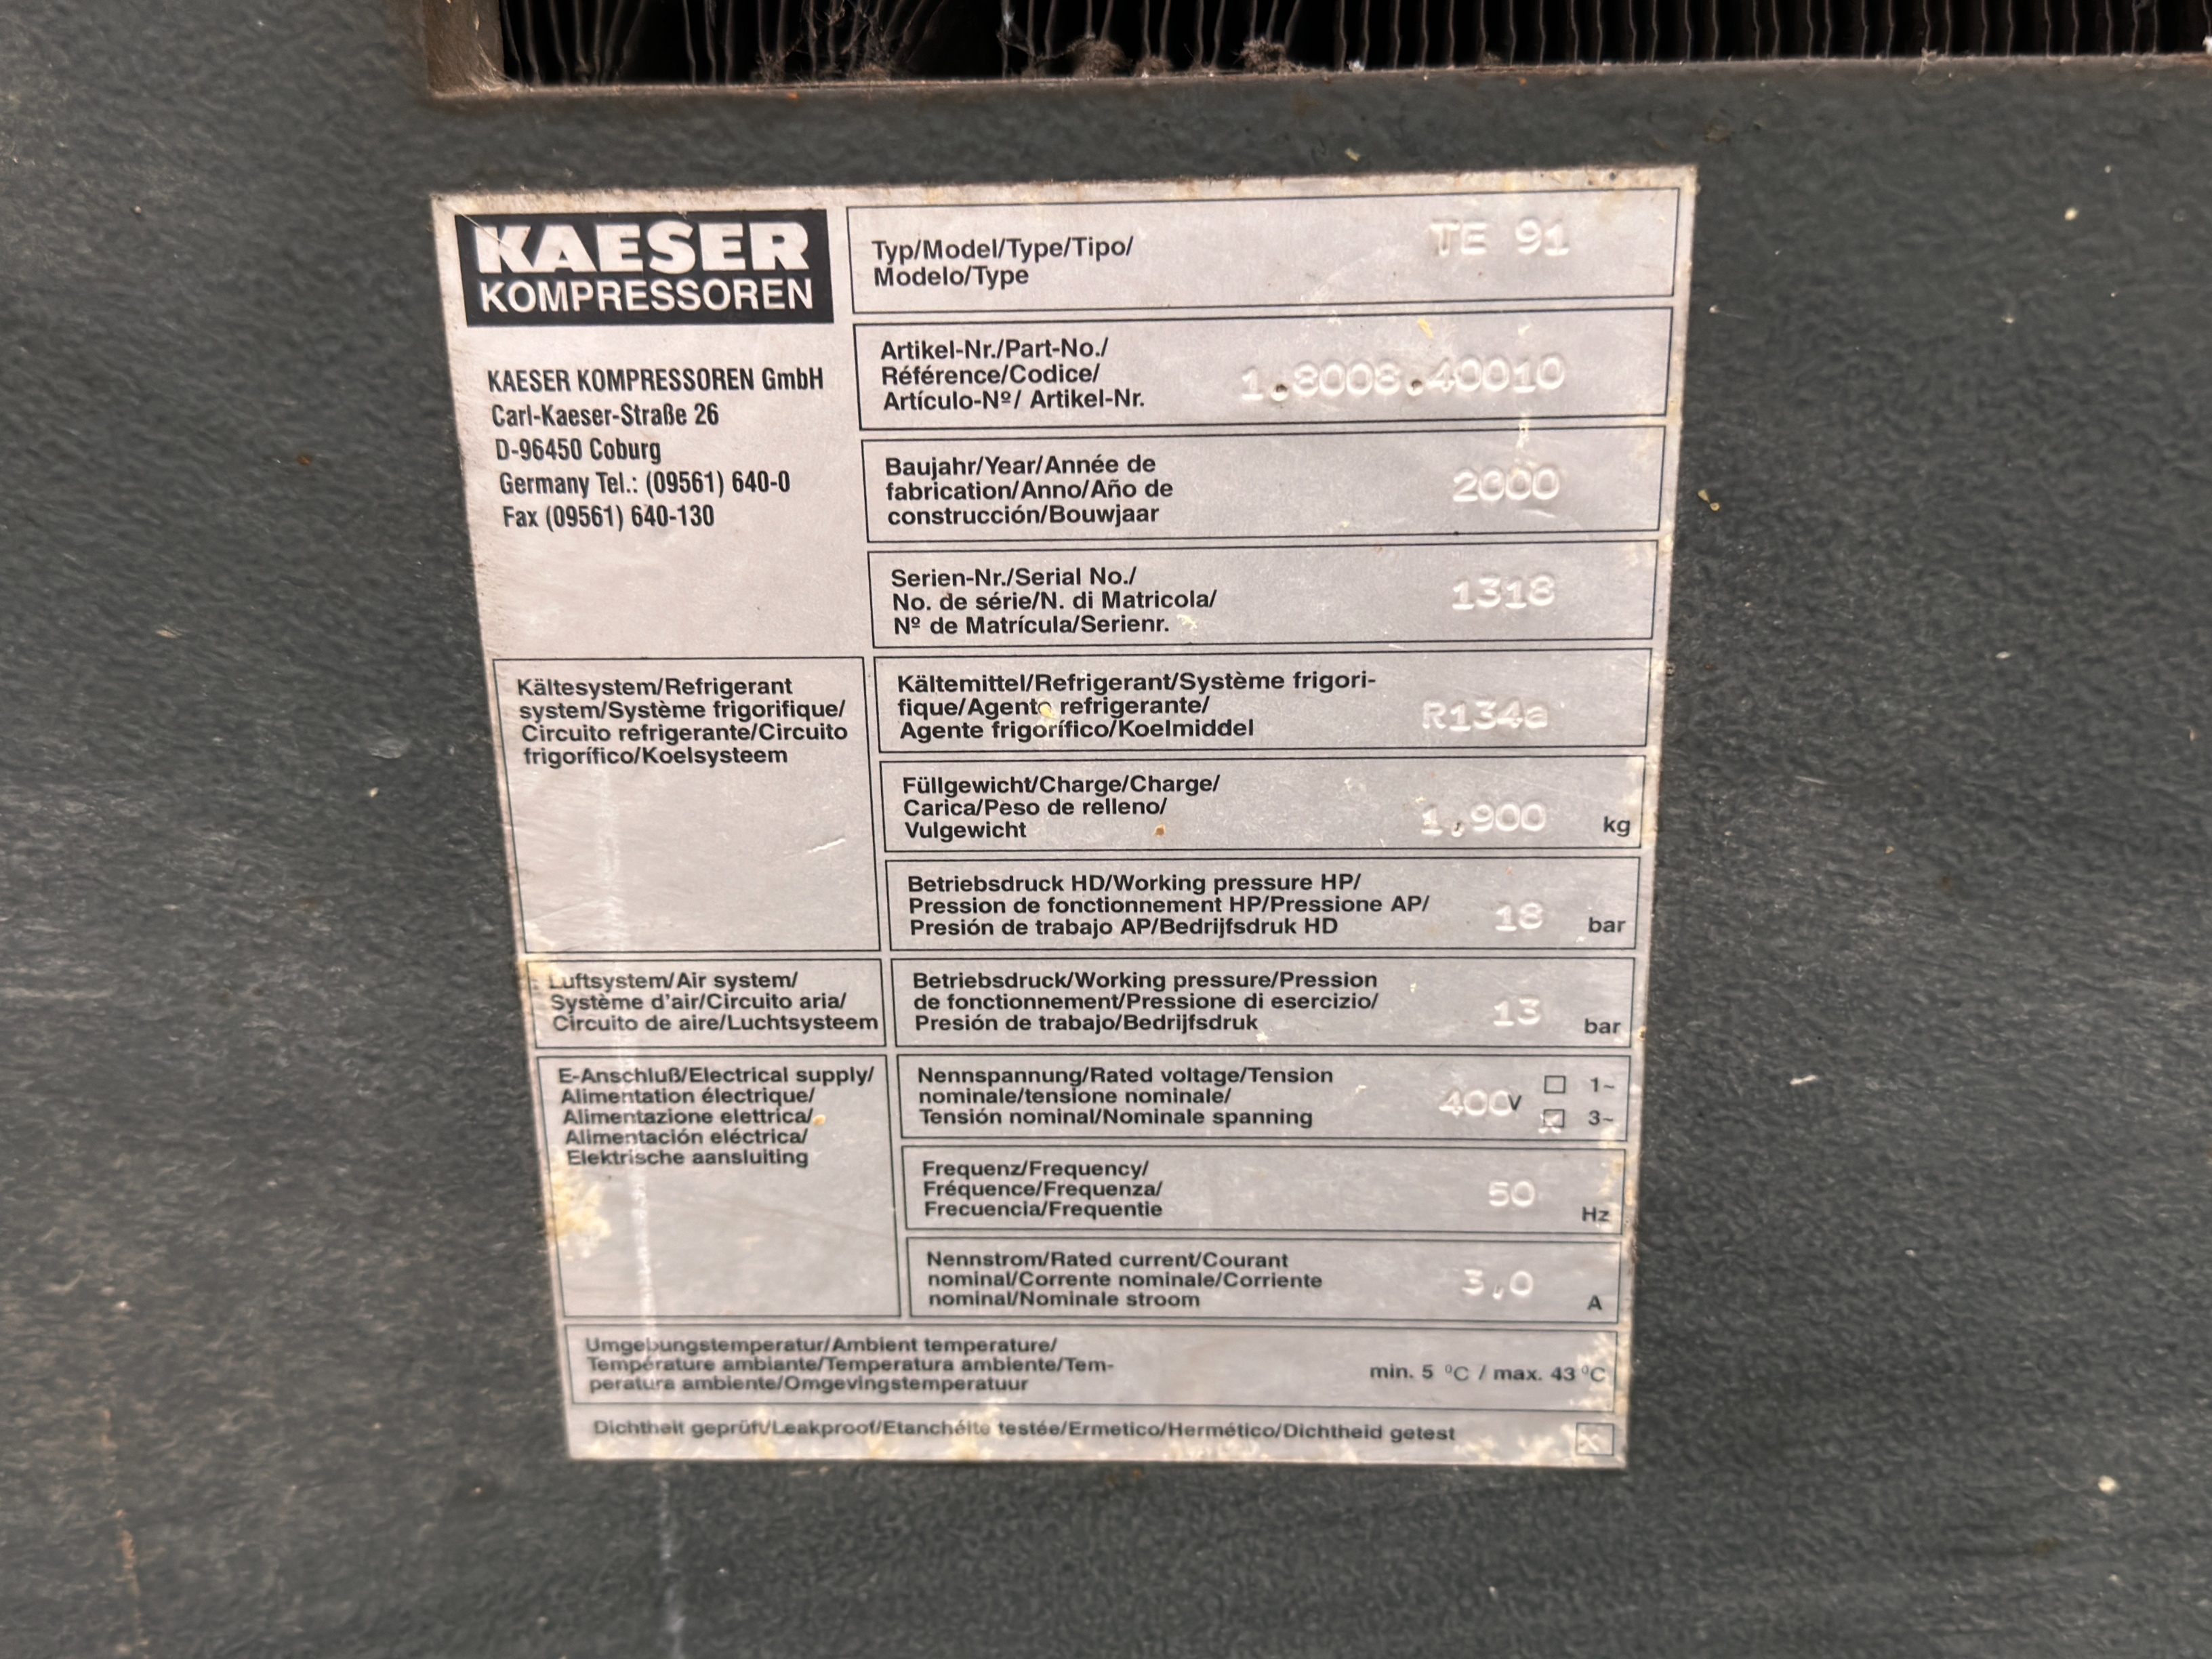 KAESER
KOMPRESSOREN
KAESER KOMPRESSOREN GmbH
Carl-Kaeser-Straße 26
D-96450 Coburg
Germany Tel.: (09561) 640-0
Fax (09561) 640-130
Typ/Model/Type/Tipo/
Modelo/Type
TE 91
Artikel-Nr./Part-No./
Référence/Codice/
Artículo-Nº/ Artikel-Nr.
1.8008.40010
Baujahr/Year/Année de
fabrication/Anno/Año de
construcción/Bouwjaar
2000
Serien-Nr./Serial No./
No. de série/N. di Matricola/
Nº de Matrícula/Serienr.
1318
Kältesystem/Refrigerant
system/Système frigorifique/
Circuito refrigerante/Circuito
frigorífico/Koelsysteem
Kältemittel/Refrigerant/Système frigori-
fique/Agente refrigerante/
Agente frigorífico/Koelmiddel
R134a
Füllgewicht/Charge/Charge/
Carica/Peso de relleno/
Vulgewicht
1,900 kg
Betriebsdruck HD/Working pressure HP/
Pression de fonctionnement HP/Pressione AP/
Presión de trabajo AP/Bedrijfsdruk HD
18 bar
Luftsystem/Air system/
Système d'air/Circuito aria/
Circuito de aire/Luchtsysteem
Betriebsdruck/Working pressure/Pression
de fonctionnement/Pressione di esercizio/
Presión de trabajo/Bedrijfsdruk
13 bar
E-Anschluß/Electrical supply/
Alimentation électrique/
Alimentazione elettrica/
Alimentación eléctrica/
Elektrische aansluiting
Nennspannung/Rated voltage/Tension
nominale/tensione nominale/
Tensión nominal/Nominale spanning
400V
1~
3~
Frequenz/Frequency/
Fréquence/Frequenza/
Frecuencia/Frequentie
50 Hz
Nennstrom/Rated current/Courant
nominal/Corrente nominale/Corriente
nominal/Nominale stroom
3,0 A
Umgebungstemperatur/Ambient temperature/
Température ambiante/Temperatura ambiente/Tem-
peratura ambiente/Omgevingstemperatuur
min. 5 ºC / max. 43 ºC
Dichtheit geprüft/Leakproof/Etanchéite testée/Ermetico/Hermético/Dichtheid getest